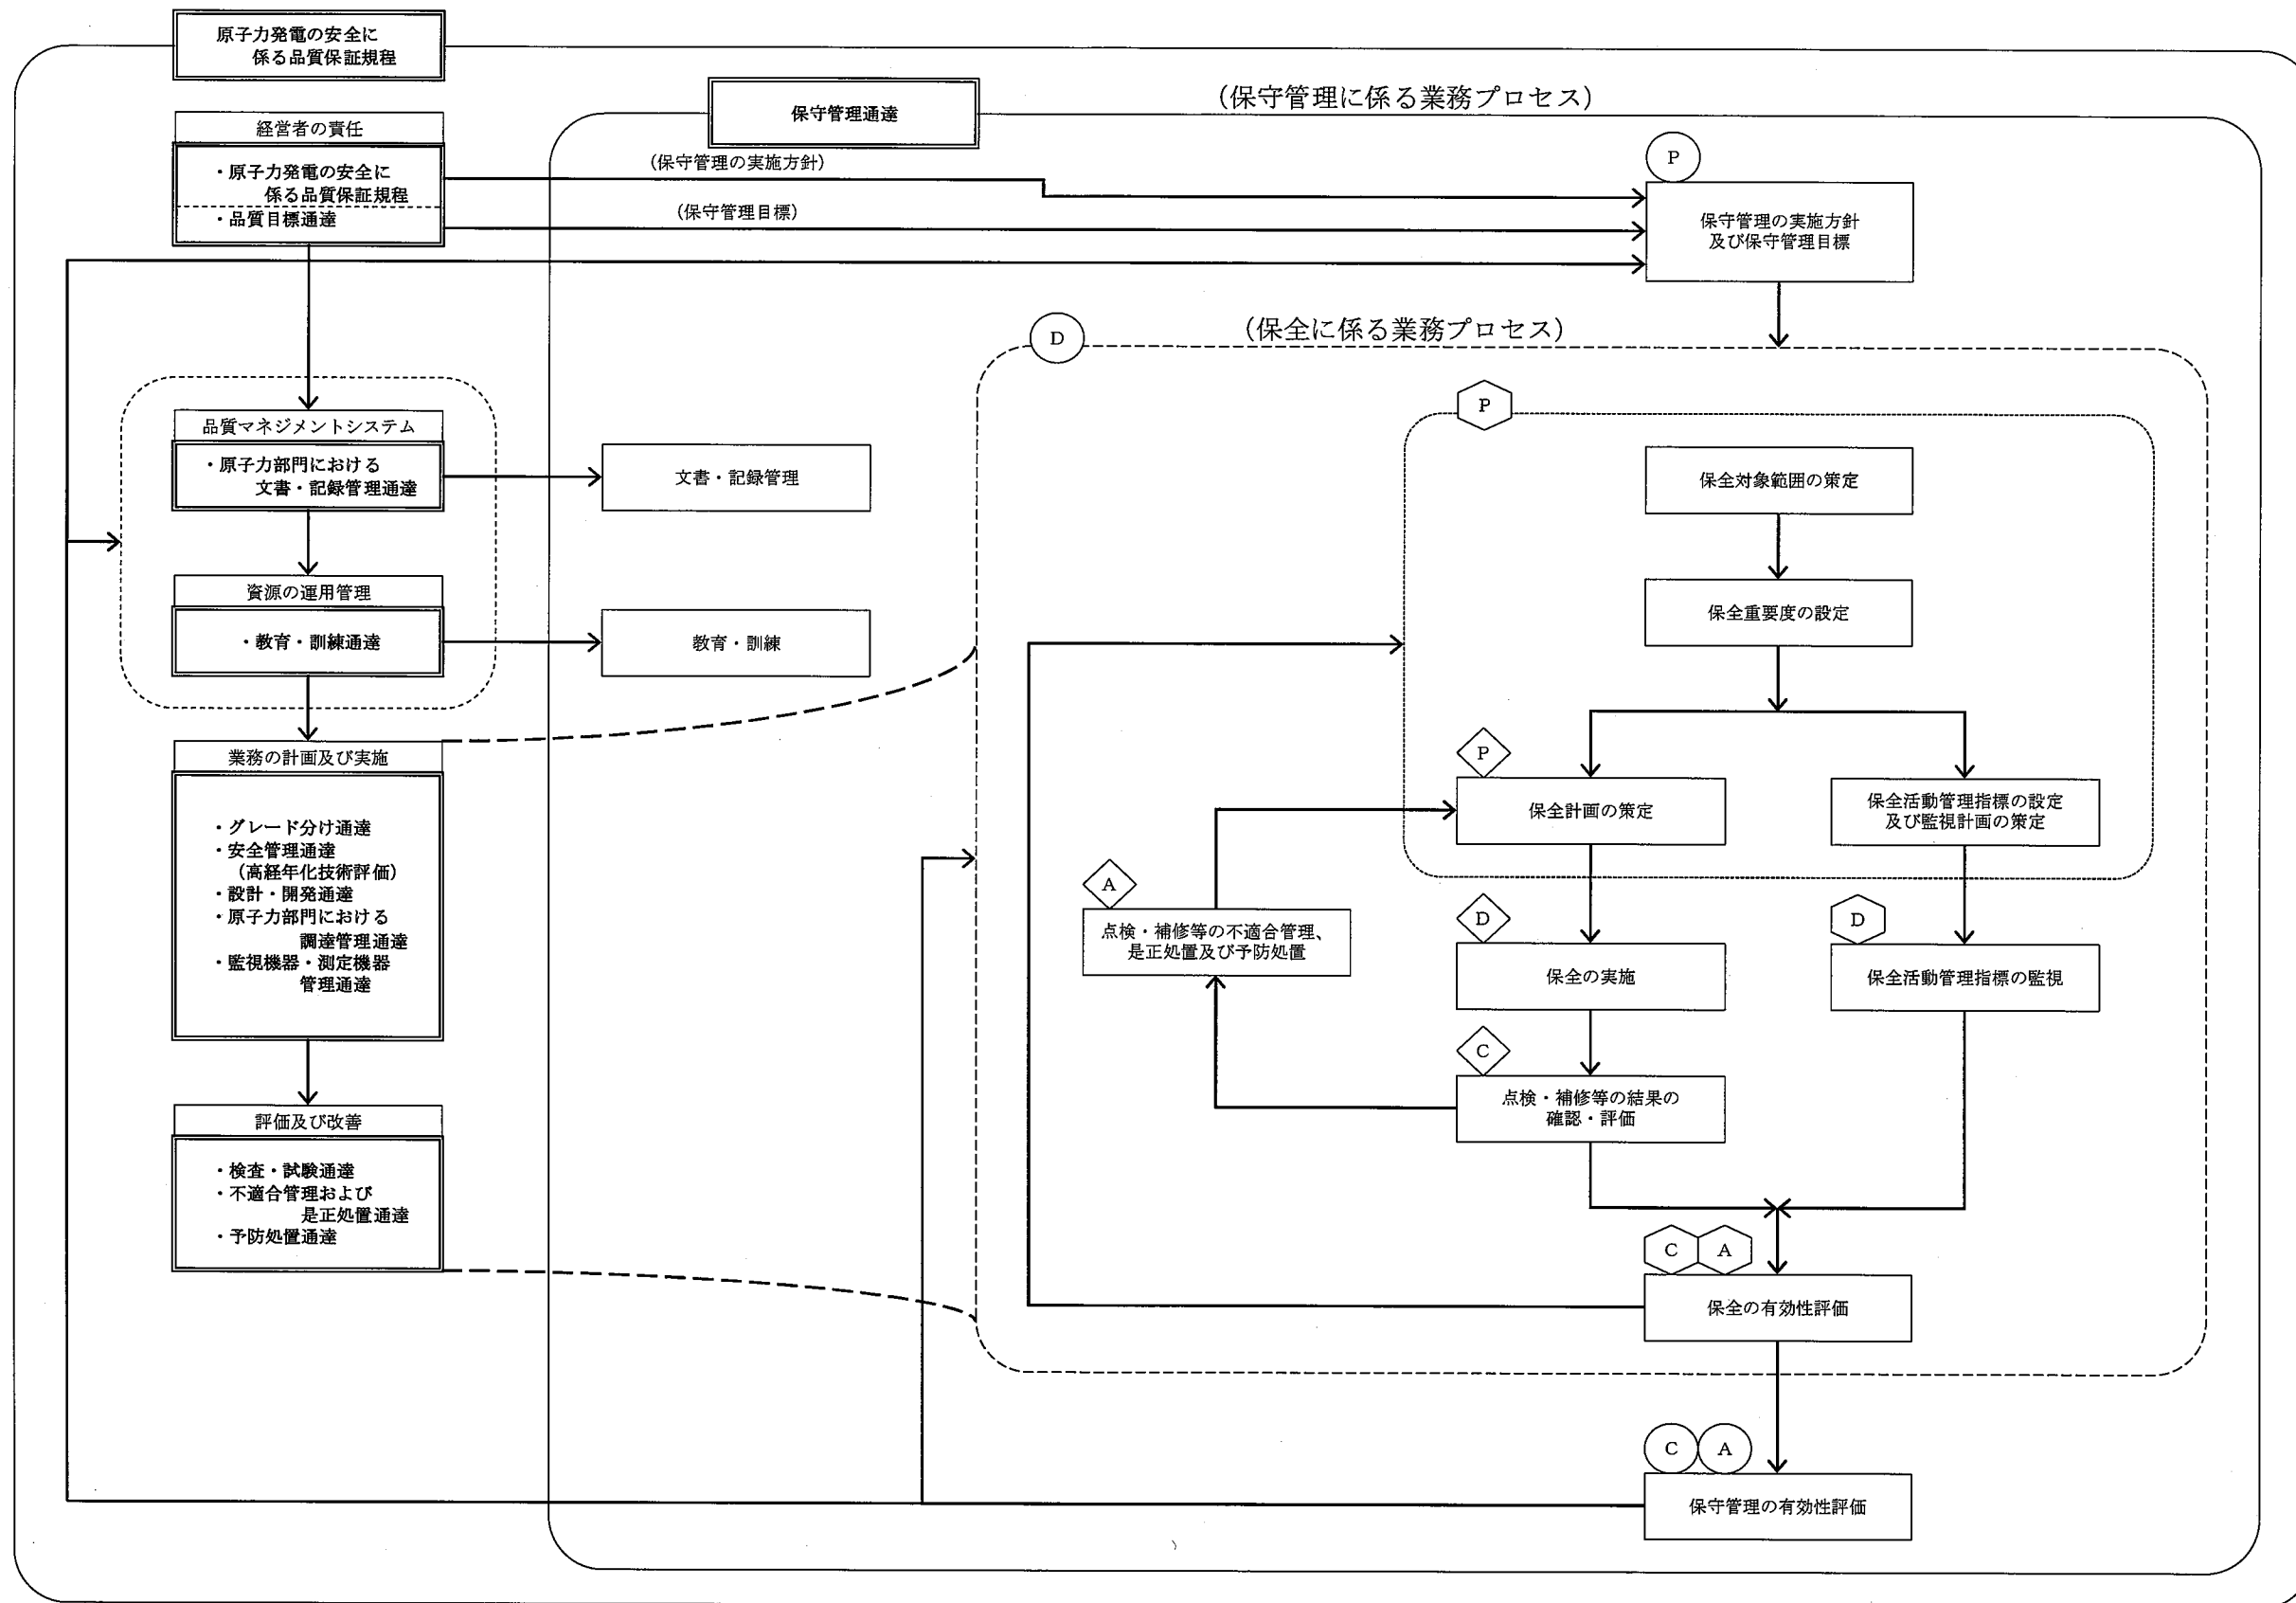 原子力発電の安全に
係る品質保証規程
保守管理通達
(保守管理に係る業務プロセス)
経営者の責任
・原子力発電の安全に
係る品質保証規程
・品質目標通達
(保守管理の実施方針)
(保守管理目標)
P
保守管理の実施方針
及び保守管理目標
D
(保全に係る業務プロセス)
品質マネジメントシステム
・原子力部門における
文書・記録管理通達
文書・記録管理
資源の運用管理
・教育・訓練通達
教育・訓練
業務の計画及び実施
・グレード分け通達
・安全管理通達
(高経年化技術評価)
・設計・開発通達
・原子力部門における
調達管理通達
・監視機器・測定機器
管理通達
評価及び改善
・検査・試験通達
・不適合管理および
是正処置通達
・予防処置通達
P
保全対象範囲の策定
保全重要度の設定
P
保全計画の策定
保全活動管理指標の設定
及び監視計画の策定
A
点検・補修等の不適合管理、
是正処置及び予防処置
D
保全の実施
D
保全活動管理指標の監視
C
点検・補修等の結果の
確認・評価
C A
保全の有効性評価
C A
保守管理の有効性評価